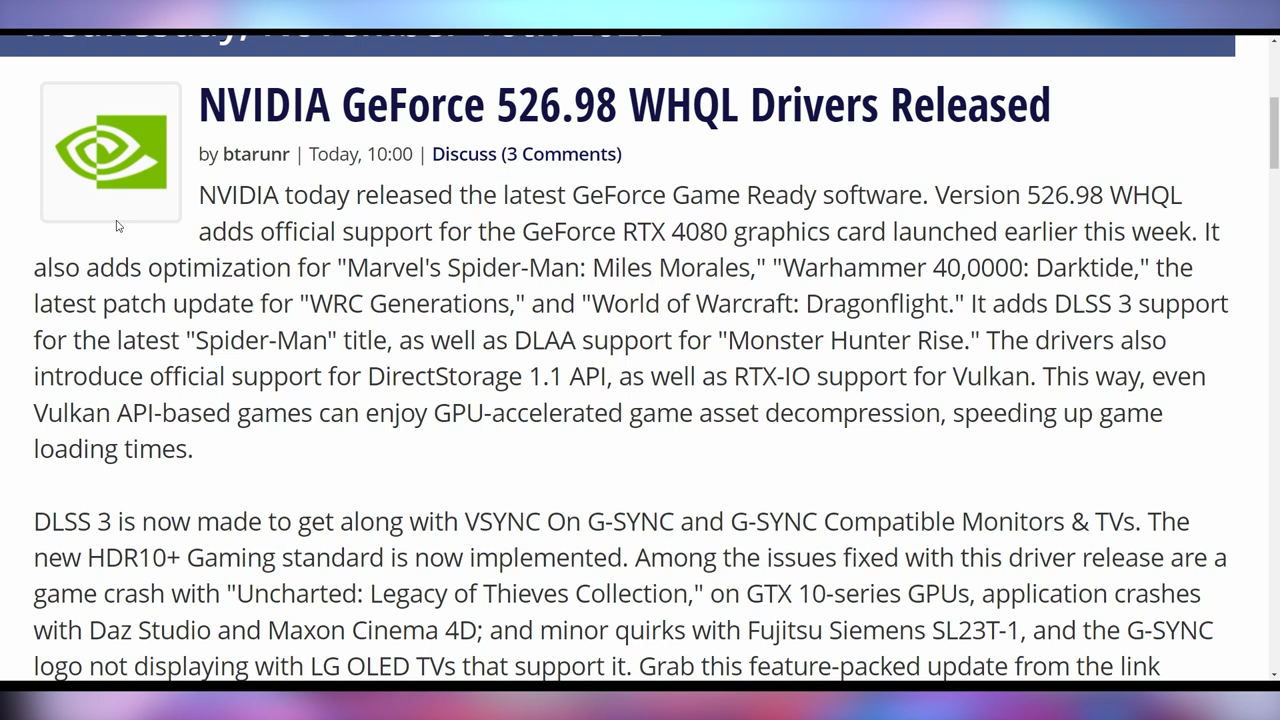 Wednesday, November 16th 2022
NVIDIA GeForce 526.98 WHQL Drivers Released
by btarunr | Today, 10:00 | Discuss (3 Comments)
NVIDIA today released the latest GeForce Game Ready software. Version 526.98 WHQL
adds official support for the GeForce RTX 4080 graphics card launched earlier this week. It
also adds optimization for "Marvel's Spider-Man: Miles Morales," "Warhammer 40,0000: Darktide," the
latest patch update for "WRC Generations," and "World of Warcraft: Dragonflight." It adds DLSS 3 support
for the latest "Spider-Man" title, as well as DLAA support for "Monster Hunter Rise." The drivers also
introduce official support for DirectStorage 1.1 API, as well as RTX-IO support for Vulkan. This way, even
Vulkan API-based games can enjoy GPU-accelerated game asset decompression, speeding up game
loading times.
DLSS 3 is now made to get along with VSYNC On G-SYNC and G-SYNC Compatible Monitors & TVs. The
new HDR10+ Gaming standard is now implemented. Among the issues fixed with this driver release are a
game crash with "Uncharted: Legacy of Thieves Collection," on GTX 10-series GPUs, application crashes
with Daz Studio and Maxon Cinema 4D; and minor quirks with Fujitsu Siemens SL23T-1, and the G-SYNC
logo not displaying with LG OLED TVs that support it. Grab this feature-packed update from the link